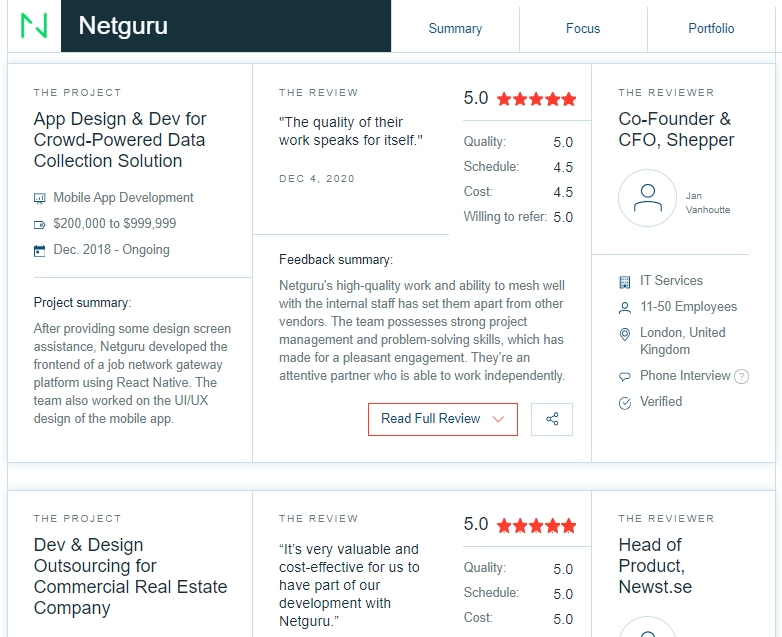 Netguru
Summary
Focus
Portfolio
THE PROJECT
App Design & Dev for
Crowd-Powered Data
Collection Solution
Mobile App Development
$200,000 to $999,999
Dec. 2018 - Ongoing
Project summary:
After providing some design screen
assistance, Netguru developed the
frontend of a job network gateway
platform using React Native. The
team also worked on the UI/UX
design of the mobile app.
THE REVIEW
"The quality of their
work speaks for itself."
DEC 4, 2020
5.0
Quality: 5.0
Schedule: 4.5
Cost: 4.5
Willing to refer: 5.0
Feedback summary:
Netguru's high-quality work and ability to mesh well
with the internal staff has set them apart from other
vendors. The team possesses strong project
management and problem-solving skills, which has
made for a pleasant engagement. They're an
attentive partner who is able to work independently.
Read Full Review
THE REVIEWER
Co-Founder &
CFO, Shepper
Jan
Vanhoutte
IT Services
11-50 Employees
London, United
Kingdom
Phone Interview ?
Verified
THE PROJECT
Dev & Design
Outsourcing for
Commercial Real Estate
Company
THE REVIEW
“It's very valuable and
cost-effective for us to
have part of our
development with
Netguru.”
5.0
Quality: 5.0
Schedule: 5.0
Cost: 5.0
THE REVIEWER
Head of
Product,
Newst.se